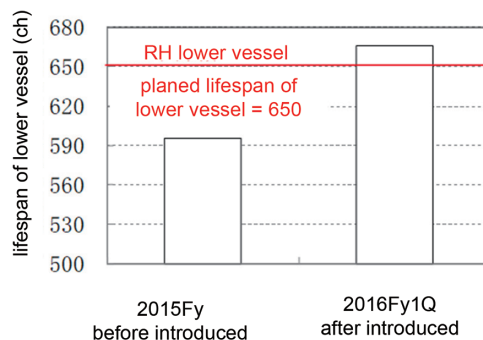 lifespan of lower vessel (ch)
680
650
620
590
560
530
500
RH lower vessel
planed lifespan of
lower vessel = 650
2015Fy
before introduced
2016Fy1Q
after introduced